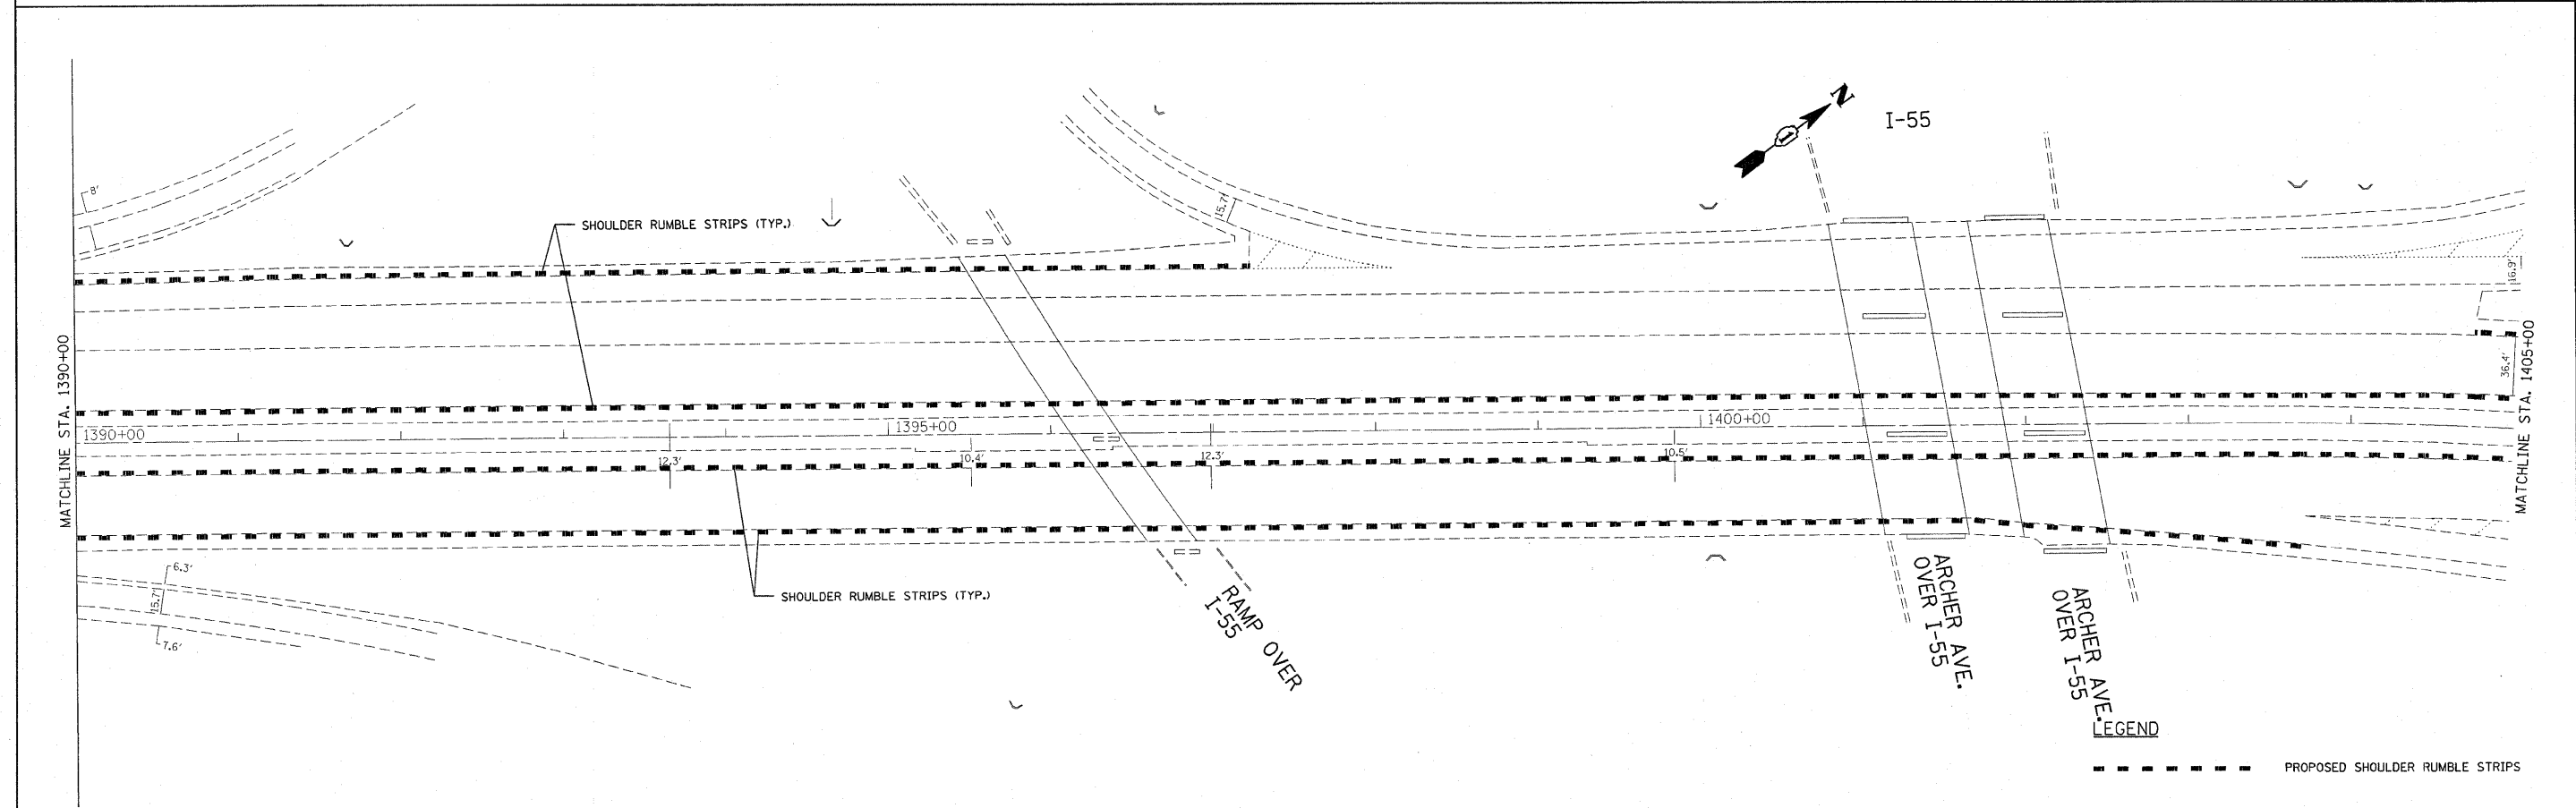 N
I-55
8'
15.7'
SHOULDER RUMBLE STRIPS (TYP.)
16.9'
36.4'
MATCHLINE STA. 1390+00
MATCHLINE STA. 1405+00
1390+00
1395+00
1400+00
12.3'
10.4'
12.3'
10.5'
6.3'
15.7'
7.6'
SHOULDER RUMBLE STRIPS (TYP.)
RAMP OVER
I-55
ARCHER AVE.
OVER I-55
ARCHER AVE.
OVER I-55
LEGEND
PROPOSED SHOULDER RUMBLE STRIPS